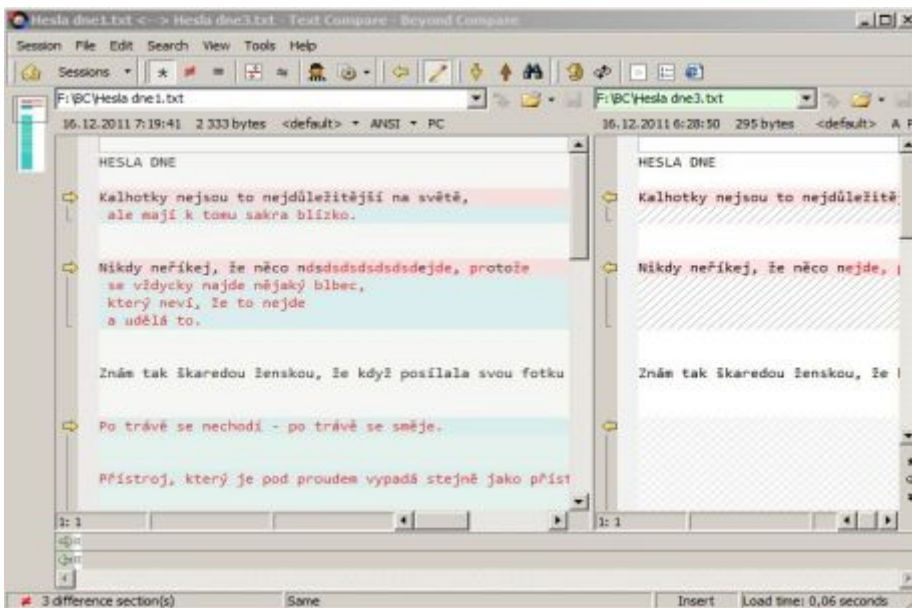 Hesla dne1.txt <--> Hesla dne3.txt - Text Compare - Beyond Compare
Session File Edit Search View Tools Help
Sessions
F:\BC\Hesla dne1.txt
F:\BC\Hesla dne3.txt
16.12.2011 7:19:41 2 333 bytes <default> ANSI PC
16.12.2011 6:28:50 295 bytes <default> A
HESLA DNE
HESLA DNE
Kalhotky nejsou to nejdůležitější na světě,
Kalhotky nejsou to nejdůležitě
ale mají k tomu sakra blízko.
Nikdy neříkej, že něco ndsdsdsdsdsdsdejde, protože
Nikdy neříkej, že něco nejde,
se vždycky najde nějaký blbec,
který neví, že to nejde
a udělá to.
Znám tak škaredou ženskou, že když posílala svou fotku
Znám tak škaredou ženskou, že
Po trávě se nechodí - po trávě se směje.
Přístroj, který je pod proudem vypadá stejně jako příst
1: 1
1: 1
3 difference section(s) Same Insert Load time: 0,06 seconds